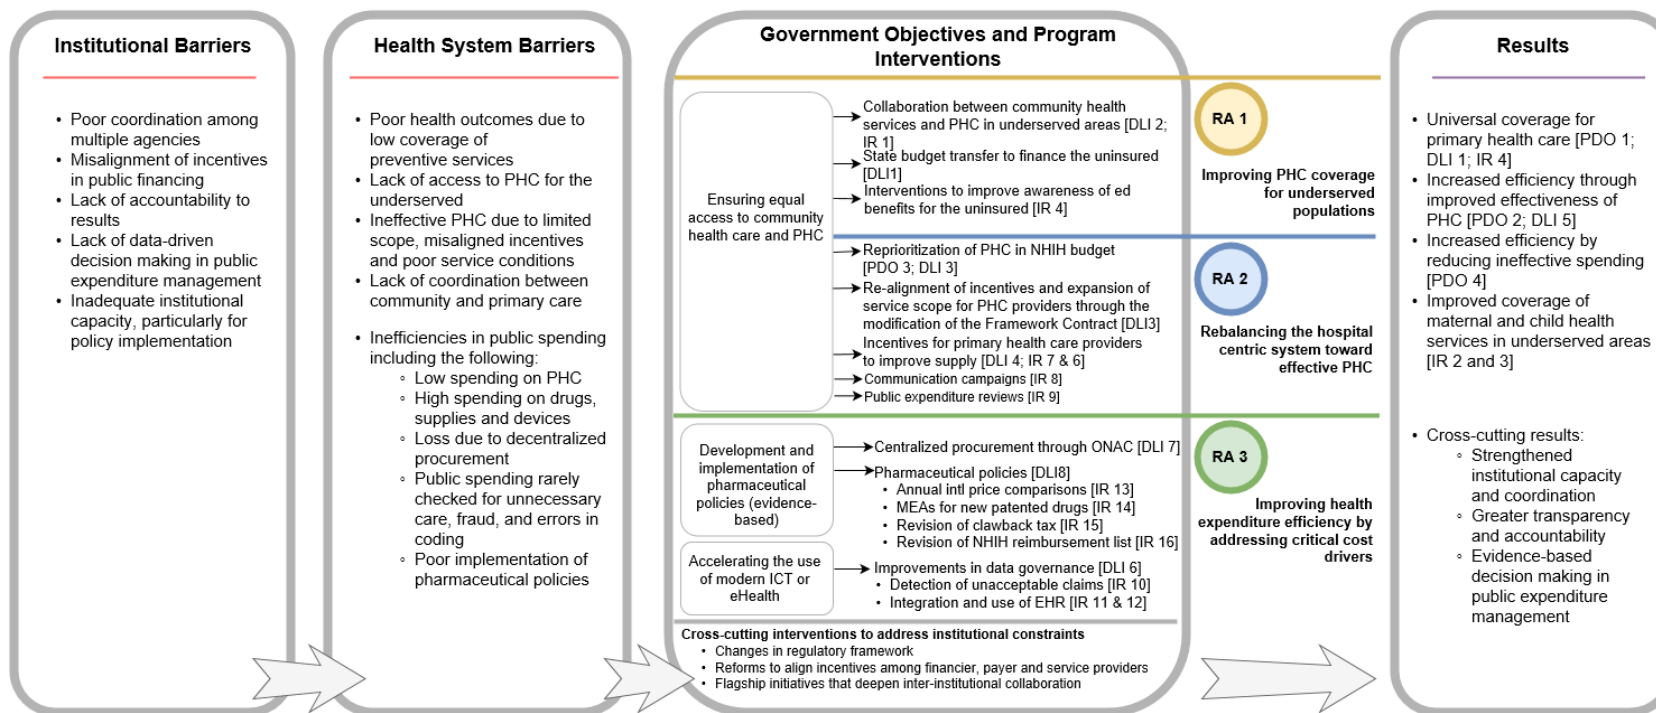 Institutional Barriers
• Poor coordination among
multiple agencies
• Misalignment of incentives
in public financing
• Lack of accountability to
results
• Lack of data-driven
decision making in public
expenditure management
• Inadequate institutional
capacity, particularly for
policy implementation
Health System Barriers
• Poor health outcomes due to
low coverage of
preventive services
• Lack of access to PHC for the
underserved
• Ineffective PHC due to limited
scope, misaligned incentives
and poor service conditions
• Lack of coordination between
community and primary care
• Inefficiencies in public spending
including the following:
◦ Low spending on PHC
◦ High spending on drugs,
supplies and devices
◦ Loss due to decentralized
procurement
◦ Public spending rarely
checked for unnecessary
care, fraud, and errors in
coding
◦ Poor implementation of
pharmaceutical policies
Government Objectives and Program
Interventions
Ensuring equal
access to community
health care and PHC
Collaboration between community health
services and PHC in underserved areas [DLI 2;
IR 1]
State budget transfer to finance the uninsured
[DLI1]
Interventions to improve awareness of ed
benefits for the uninsured [IR 4]
RA 1
Improving PHC coverage
for underserved
populations
Reprioritization of PHC in NHIH budget
[PDO 3; DLI 3]
Re-alignment of incentives and expansion of
service scope for PHC providers through the
modification of the Framework Contract [DLI3]
Incentives for primary health care providers
to improve supply [DLI 4; IR 7 & 6]
Communication campaigns [IR 8]
Public expenditure reviews [IR 9]
RA 2
Rebalancing the hospital
centric system toward
effective PHC
Development and
implementation of
pharmaceutical
policies (evidence-
based)
Centralized procurement through ONAC [DLI 7]
Pharmaceutical policies [DLI8]
• Annual intl price comparisons [IR 13]
• MEAs for new patented drugs [IR 14]
• Revision of clawback tax [IR 15]
• Revision of NHIH reimbursement list [IR 16]
Accelerating the use
of modern ICT or
eHealth
Improvements in data governance [DLI 6]
• Detection of unacceptable claims [IR 10]
• Integration and use of EHR [IR 11 & 12]
RA 3
Improving health
expenditure efficiency by
addressing critical cost
drivers
Cross-cutting interventions to address institutional constraints
• Changes in regulatory framework
• Reforms to align incentives among financier, payer and service providers
• Flagship initiatives that deepen inter-institutional collaboration
Results
• Universal coverage for
primary health care [PDO 1;
DLI 1; IR 4]
• Increased efficiency through
improved effectiveness of
PHC [PDO 2; DLI 5]
• Increased efficiency by
reducing ineffective spending
[PDO 4]
• Improved coverage of
maternal and child health
services in underserved areas
[IR 2 and 3]
• Cross-cutting results:
◦ Strengthened
institutional capacity
and coordination
◦ Greater transparency
and accountability
◦ Evidence-based
decision making in
public expenditure
management